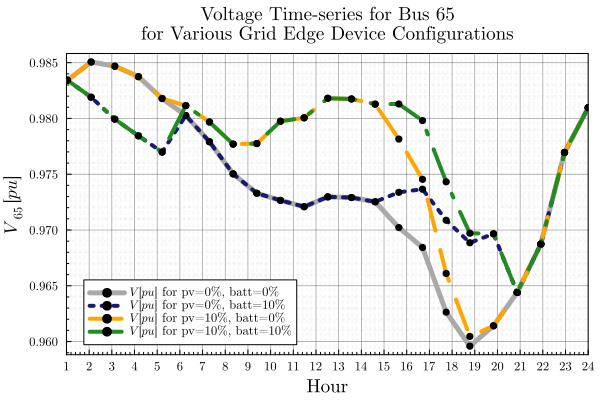 Voltage Time-series for Bus 65
for Various Grid Edge Device Configurations
0.985
0.980
0.975
0.970
0.965
0.960
V65 [pu]
V[pu] for pv=0%, batt=0%
V[pu] for pv=0%, batt=10%
V[pu] for pv=10%, batt=0%
V[pu] for pv=10%, batt=10%
1 2 3 4 5 6 7 8 9 10 11 12 13 14 15 16 17 18 19 20 21 22 23 24
Hour